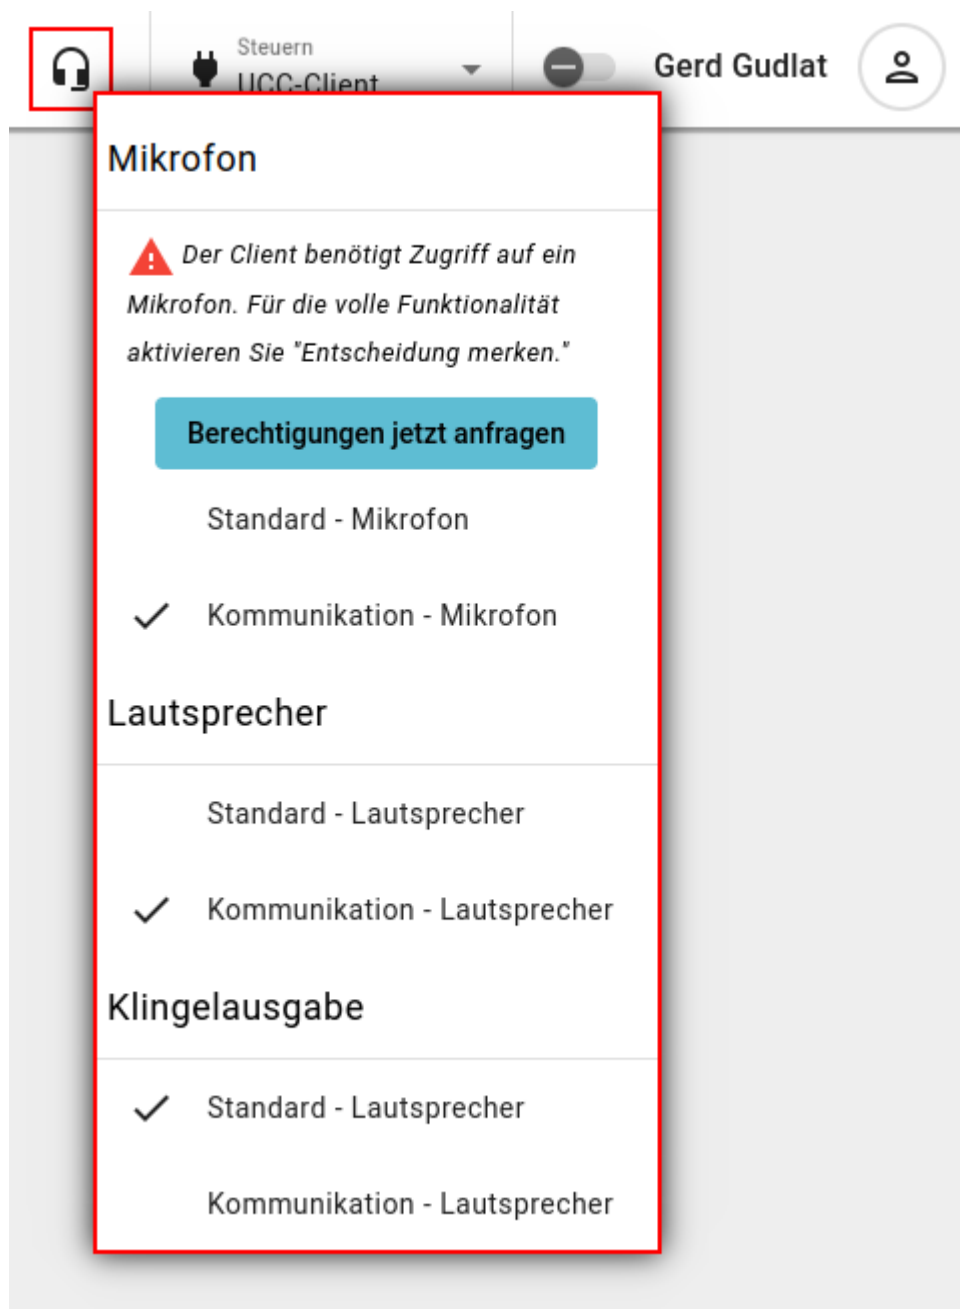 Steuern
UCC-Client
Gerd Gudlat
Mikrofon
Der Client benötigt Zugriff auf ein
Mikrofon. Für die volle Funktionalität
aktivieren Sie "Entscheidung merken."
Berechtigungen jetzt anfragen
Standard - Mikrofon
Kommunikation - Mikrofon
Lautsprecher
Standard - Lautsprecher
Kommunikation - Lautsprecher
Klingelausgabe
Standard - Lautsprecher
Kommunikation - Lautsprecher